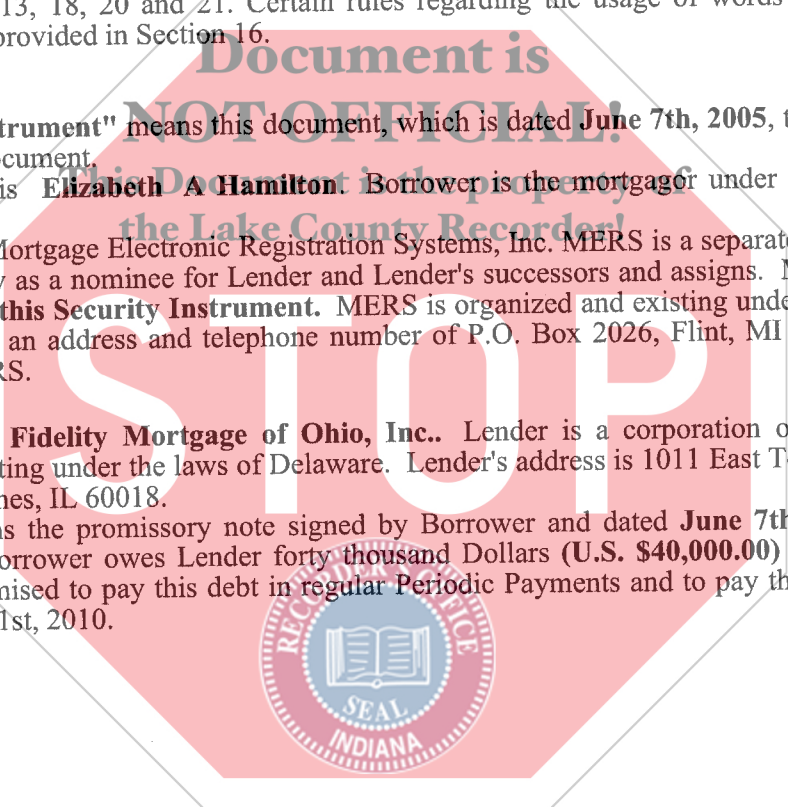 13, 18, 20 and 21. Certain rules regarding the usage of words
provided in Section 16.
Document is
NOT OFFICIAL!
trument" means this document, which is dated June 7th, 2005, t
ocument.
This Document is the property of
is Elizabeth A Hamilton. Borrower is the mortgagor under
the Lake County Recorder!
Mortgage Electronic Registration Systems, Inc. MERS is a separat
y as a nominee for Lender and Lender's successors and assigns. M
this Security Instrument. MERS is organized and existing unde
an address and telephone number of P.O. Box 2026, Flint, MI
RS.
STOP
Fidelity Mortgage of Ohio, Inc.. Lender is a corporation o
ting under the laws of Delaware. Lender's address is 1011 East T
nes, IL 60018.
ns the promissory note signed by Borrower and dated June 7th
orrower owes Lender forty thousand Dollars (U.S. $40,000.00)
mised to pay this debt in regular Periodic Payments and to pay th
1st, 2010.
RECORDER'S OFFICE
SEAL
INDIANA